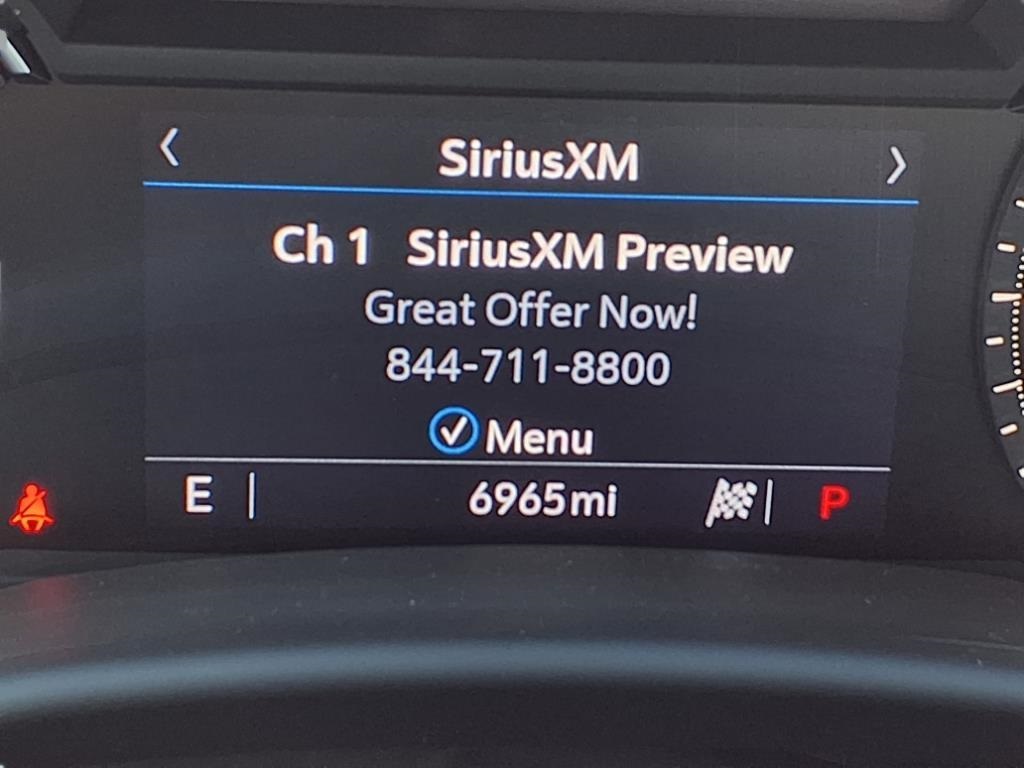 SiriusXM
Ch 1 SiriusXM Preview
Great Offer Now!
844-711-8800
Menu
E 6965mi P